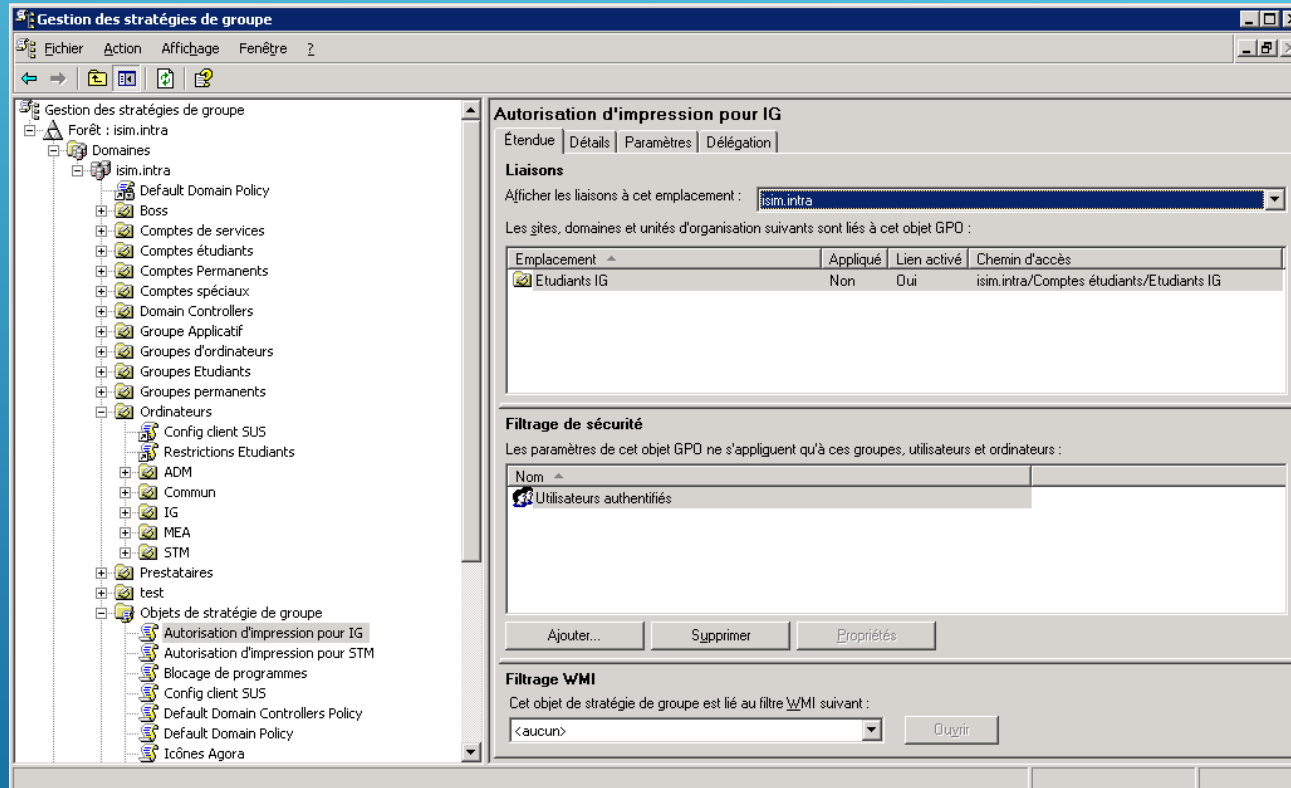 Gestion des stratégies de groupe
Fichier Action Affichage Fenêtre ?
Gestion des stratégies de groupe
Forêt : isim.intra
Domaines
isim.intra
Default Domain Policy
Boss
Comptes de services
Comptes étudiants
Comptes Permanents
Comptes spéciaux
Domain Controllers
Groupe Applicatif
Groupes d'ordinateurs
Groupes Etudiants
Groupes permanents
Ordinateurs
Config client SUS
Restrictions Etudiants
ADM
Commun
IG
MEA
STM
Prestataires
test
Objets de stratégie de groupe
Autorisation d'impression pour IG
Autorisation d'impression pour STM
Blocage de programmes
Config client SUS
Default Domain Controllers Policy
Default Domain Policy
Icônes Agora
Autorisation d'impression pour IG
Étendue Détails Paramètres Délégation
Liaisons
Afficher les liaisons à cet emplacement : isim.intra
Les sites, domaines et unités d'organisation suivants sont liés à cet objet GPO :
Emplacement Appliqué Lien activé Chemin d'accès
Etudiants IG Non Oui isim.intra/Comptes étudiants/Etudiants IG
Filtrage de sécurité
Les paramètres de cet objet GPO ne s'appliquent qu'à ces groupes, utilisateurs et ordinateurs :
Nom
Utilisateurs authentifiés
Ajouter... Supprimer Propriétés
Filtrage WMI
Cet objet de stratégie de groupe est lié au filtre WMI suivant :
<aucun> Ouvrir